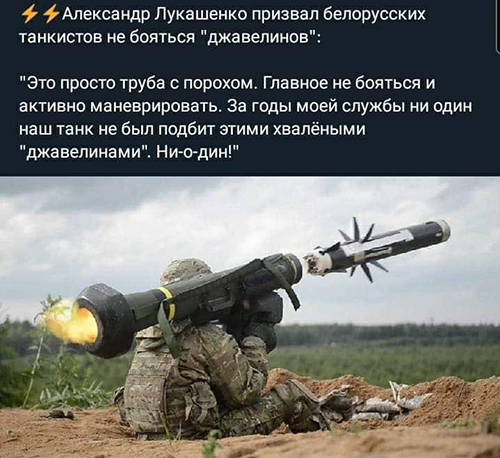 ⚡⚡Александр Лукашенко призвал белорусских
танкистов не бояться "джавелинов":
"Это просто труба с порохом. Главное не бояться и
активно маневрировать. За годы моей службы ни один
наш танк не был подбит этими хвалёными
"джавелинами". Ни-о-дин!"